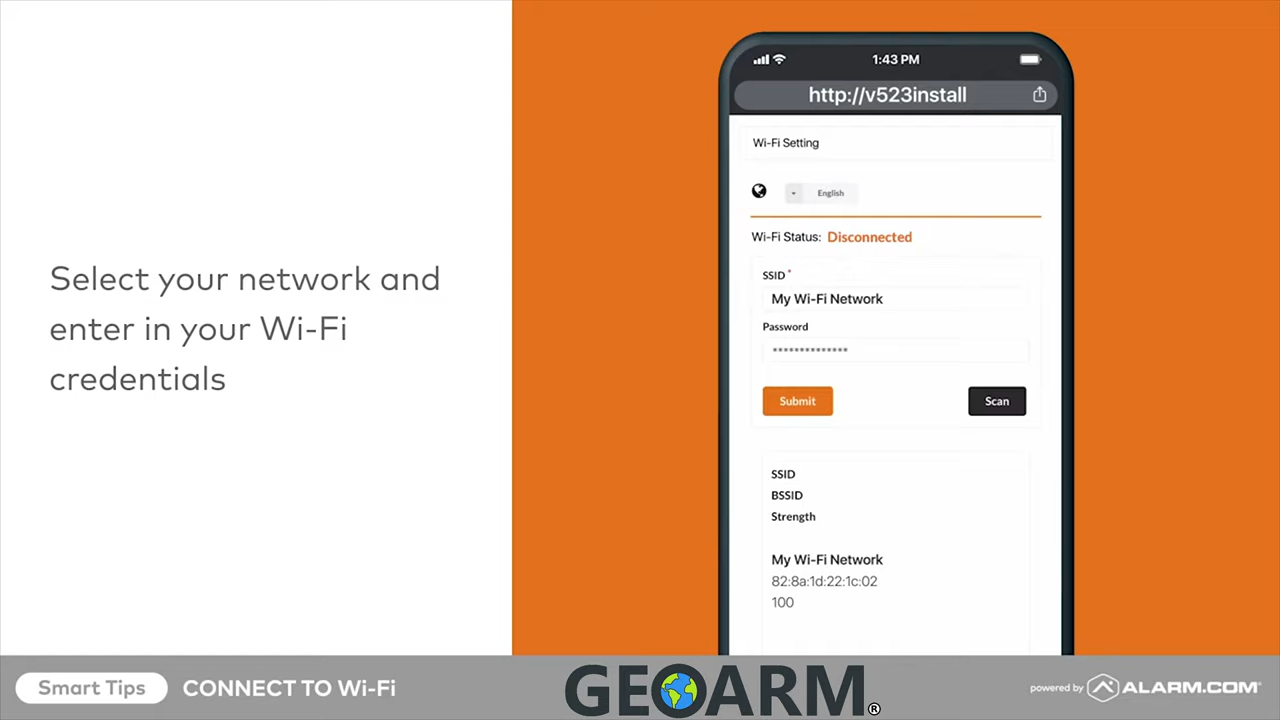 Select your network and
enter in your Wi-Fi
credentials
1:43 PM
http://v523install
Wi-Fi Setting
English
Wi-Fi Status: Disconnected
SSID *
My Wi-Fi Network
Password
**************
Submit
Scan
SSID
BSSID
Strength
My Wi-Fi Network
82:8a:1d:22:1c:02
100
Smart Tips
CONNECT TO Wi-Fi
GEOARM®
powered by ALARM.COM®